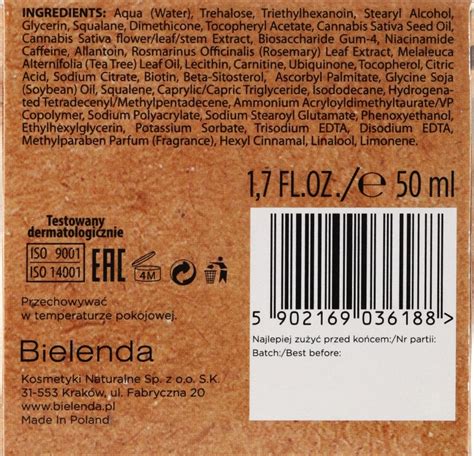 INGREDIENTS: Aqua (Water), Trehalose, Triethylhexanoin, Stearyl Alcohol,
Glycerin, Squalane, Dimethicone, Tocopheryl Acetate, Cannabis Sativa Seed Oil,
Cannabis Sativa flower/leaf/stem Extract, Biosaccharide Gum-4, Niacinamide
Caffeine, Allantoin, Rosmarinus Officinalis (Rosemary) Leaf Extract, Melaleuca
Alternifolia (Tea Tree) Leaf Oil, Lecithin, Carnitine, Ubiquinone, Tocopherol, Citric
Acid, Sodium Citrate, Biotin, Beta-Sitosterol, Ascorbyl Palmitate, Glycine Soja
(Soybean) Oil, Squalene, Caprylic/Capric Triglyceride, Isododecane, Hydrogena-
ted Tetradecenyl/Methylpentadecene, Ammonium Acryloyldimethyltaurate/VP
Copolymer, Sodium Polyacrylate, Sodium Stearoyl Glutamate, Phenoxyethanol,
Ethylhexylglycerin, Potassium Sorbate, Trisodium EDTA, Disodium EDTA,
Methylparaben Parfum (Fragrance), Hexyl Cinnamal, Linalool, Limonene.
1,7 FL.OZ./℮ 50 ml
Testowany
dermatologicznie
ISO 9001
ISO 14001
EAC
4M
Przechowywać
w temperaturze pokojowej.
Bielenda
Kosmetyki Naturalne Sp. z o.o. S.K.
31-553 Kraków, ul. Fabryczna 20
www.bielenda.pl
Made In Poland
5 902169 036188 >
Najlepiej zużyć przed końcem:/Nr partii:
Batch:/Best before: